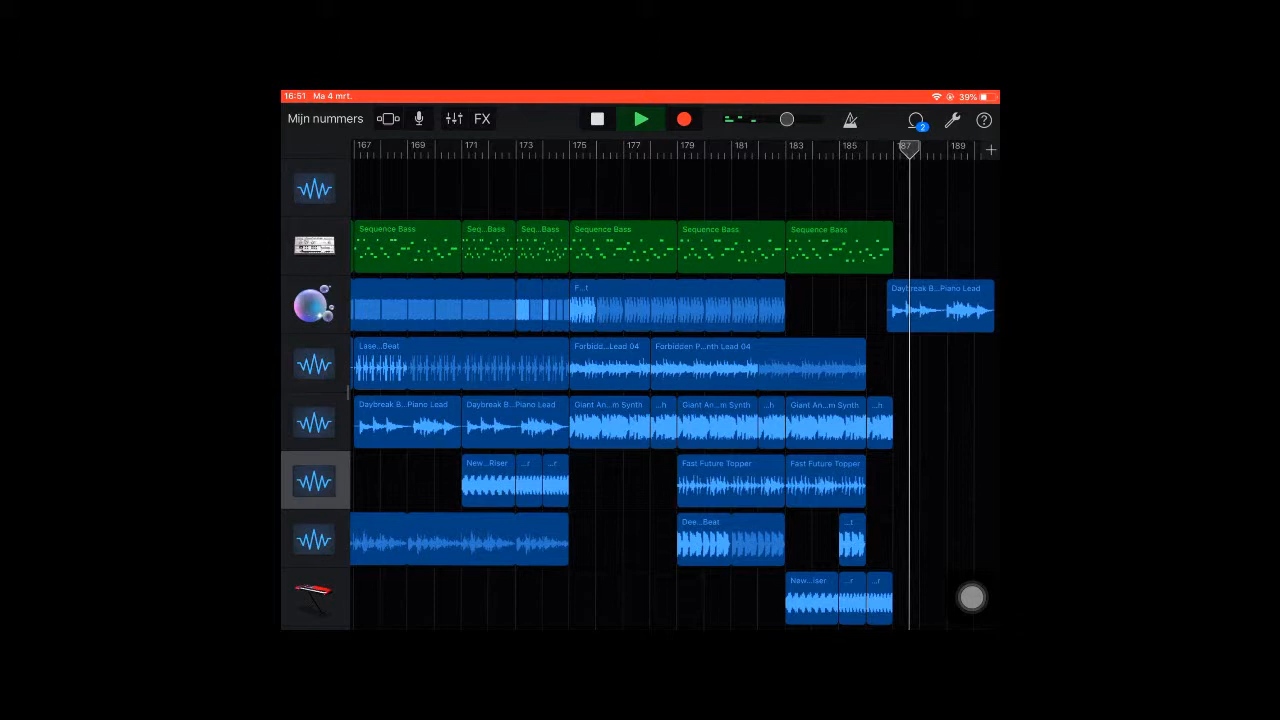 16:51 Ma 4 mrt. 39%
Mijn nummers FX 2
167 169 171 173 175 177 179 181 183 185 187 189 +
Sequence Bass Seq...Bass Seq...Bass Sequence Bass Sequence Bass Sequence Bass
F...t Daybreak B...Piano Lead
Lase...Beat Forbidd...Lead 04 Forbidden P...nth Lead 04
Daybreak B...Piano Lead Daybreak B...Piano Lead Giant An...m Synth ...h Giant An...m Synth ...h Giant An...m Synth ...h
New...Riser ...r ...r Fast Future Topper Fast Future Topper
Dee...Beat ...t
New...iser ...r ...r